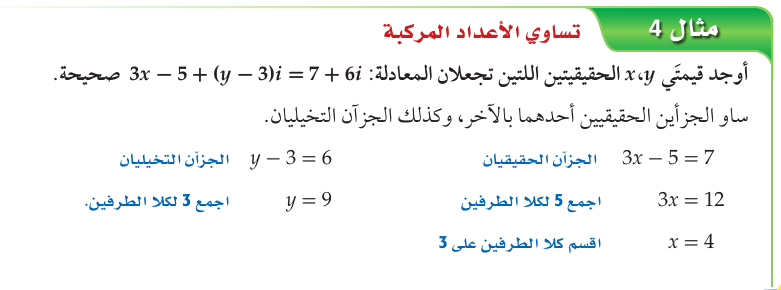 مثال 4 تساوي الأعداد المركبة
أوجد قيمتَي x،y الحقيقيتين اللتين تجعلان المعادلة: 3x − 5 + (y − 3)i = 7 + 6i صحيحة.
ساو الجزأين الحقيقيين أحدهما بالآخر، وكذلك الجزآن التخيليان.
3x − 5 = 7 الجزآن الحقيقيان y − 3 = 6 الجزآن التخيليان
3x = 12 اجمع 5 لكلا الطرفين y = 9 اجمع 3 لكلا الطرفين.
x = 4 اقسم كلا الطرفين على 3